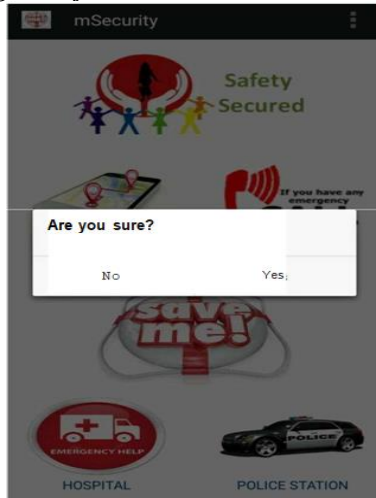 mSecurity
Safety
Secured
If you have any
emergency
Are you sure?
No Yes
save
me!
POLICE
EMERGENCY HELP
HOSPITAL POLICE STATION